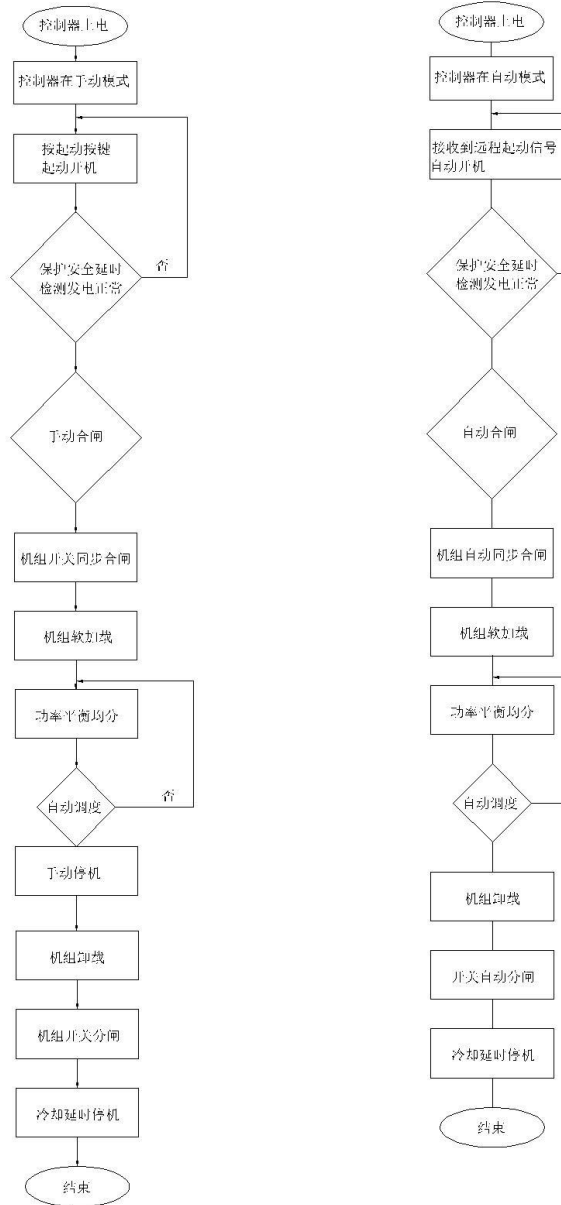 控制器上电
控制器在手动模式
按起动按键
起动开机
保护安全延时
检测发电正常
否
手动合闸
机组开关同步合闸
机组软加载
功率平衡均分
自动调度
否
手动停机
机组卸载
机组开关分闸
冷却延时停机
结束
控制器上电
控制器在自动模式
接收到远程起动信号
自动开机
保护安全延时
检测发电正常
自动合闸
机组自动同步合闸
机组软加载
功率平衡均分
自动调度
机组卸载
开关自动分闸
冷却延时停机
结束